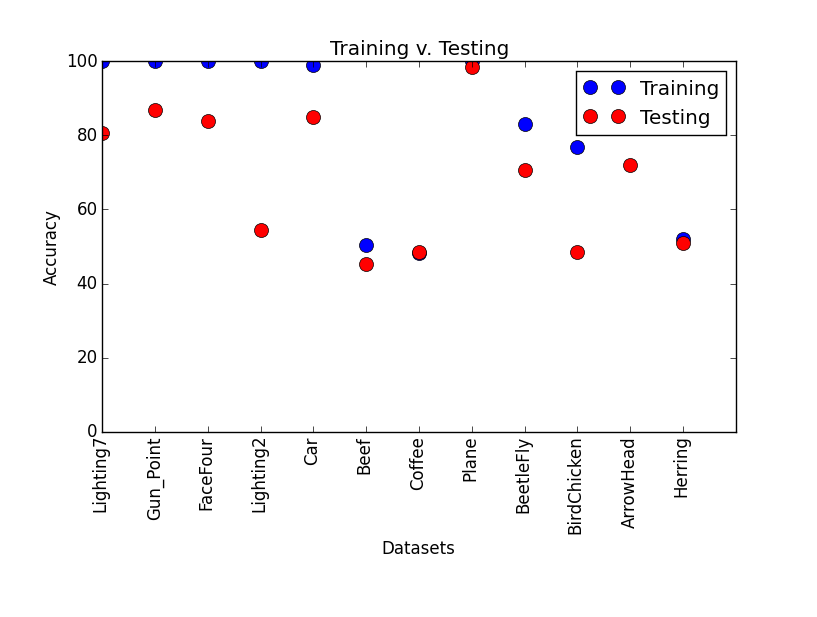 Training v. Testing
100
80
60
40
20
0
Accuracy
Training
Testing
Lighting7
Gun_Point
FaceFour
Lighting2
Car
Beef
Coffee
Plane
BeetleFly
BirdChicken
ArrowHead
Herring
Datasets